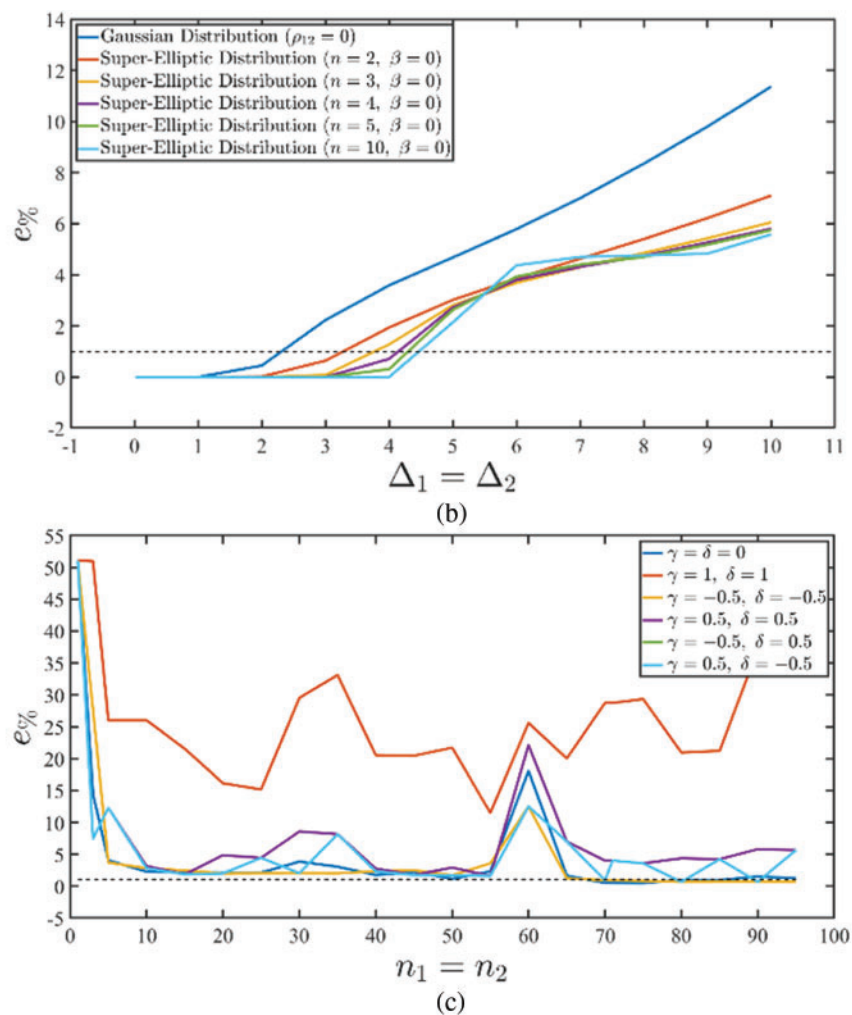 14
12
10
8
6
4
2
0
-2
e%
Gaussian Distribution (ρ₁₂ = 0)
Super-Elliptic Distribution (n = 2, β = 0)
Super-Elliptic Distribution (n = 3, β = 0)
Super-Elliptic Distribution (n = 4, β = 0)
Super-Elliptic Distribution (n = 5, β = 0)
Super-Elliptic Distribution (n = 10, β = 0)
-1 0 1 2 3 4 5 6 7 8 9 10 11
Δ₁ = Δ₂
(b)
55
50
45
40
35
30
25
20
15
10
5
0
-5
e%
γ = δ = 0
γ = 1, δ = 1
γ = −0.5, δ = −0.5
γ = 0.5, δ = 0.5
γ = −0.5, δ = 0.5
γ = 0.5, δ = −0.5
0 10 20 30 40 50 60 70 80 90 100
n₁ = n₂
(c)